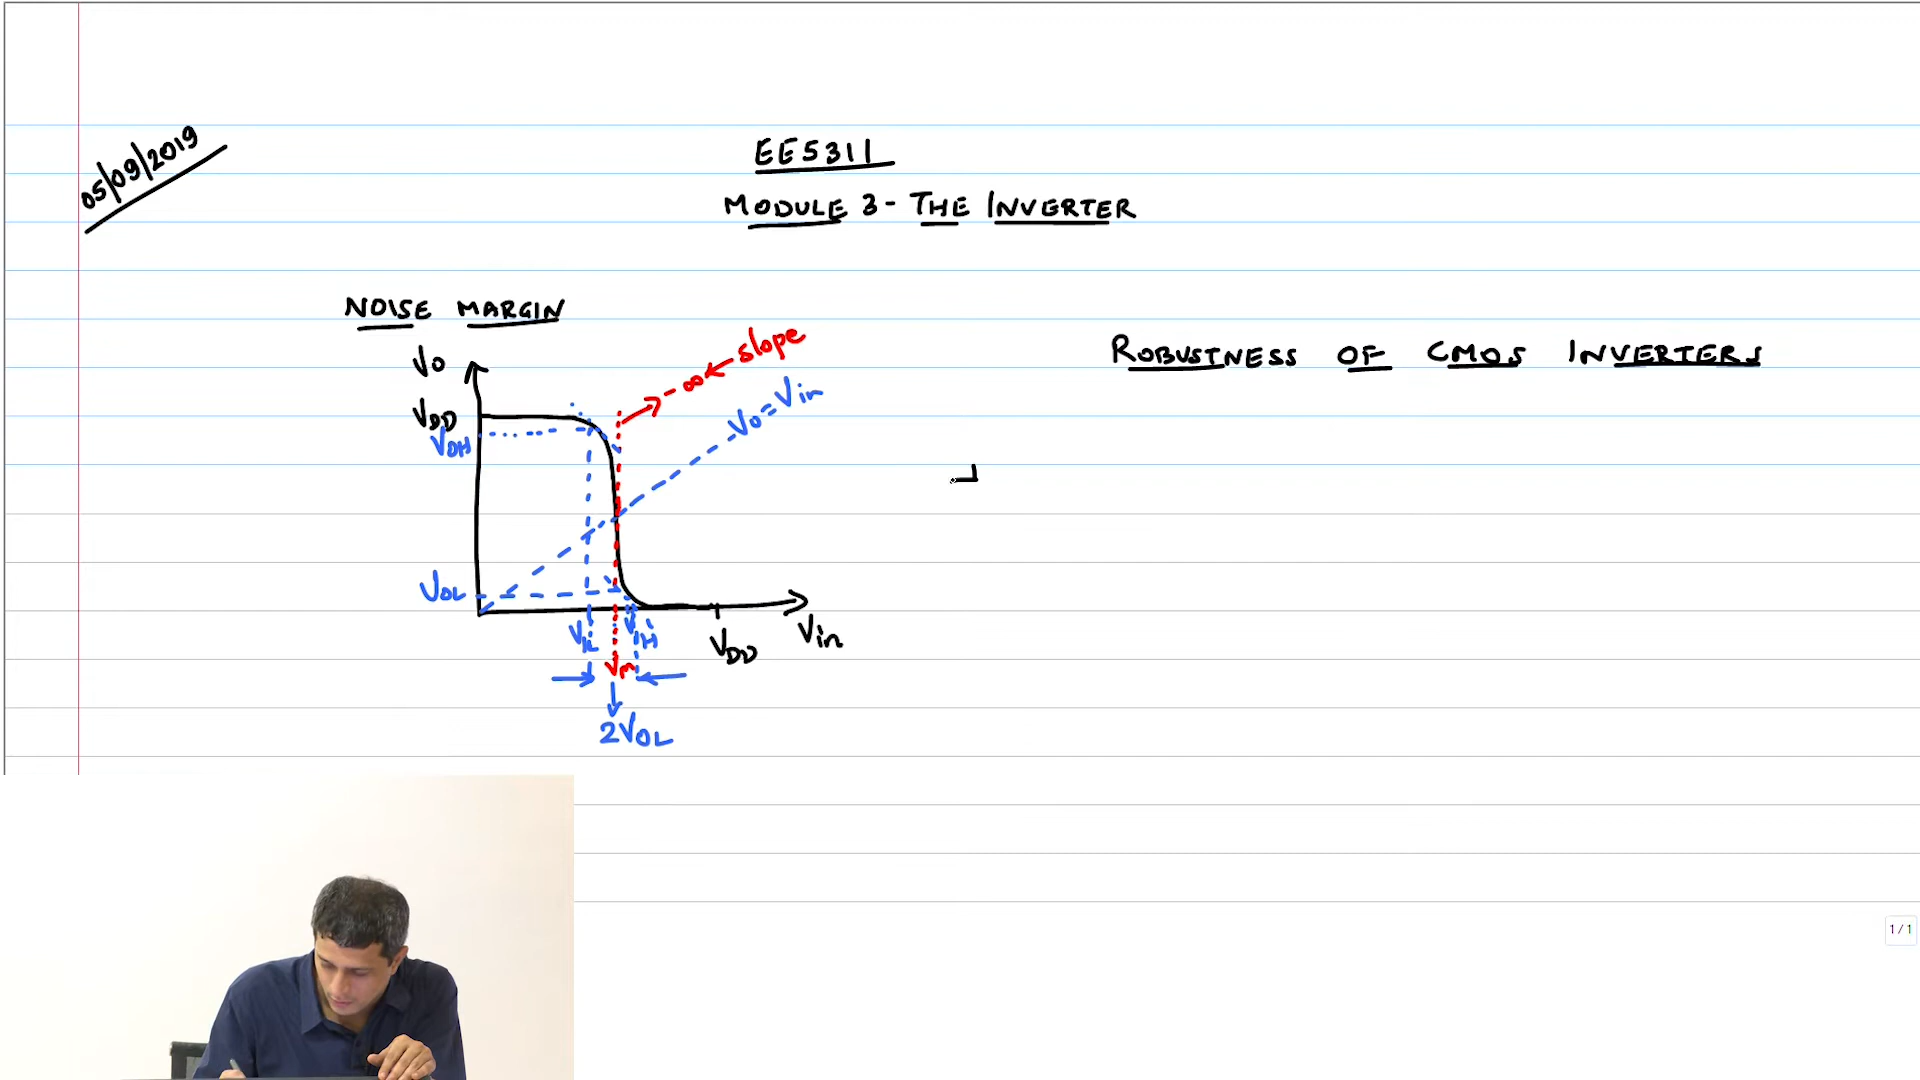 05/09/2019
EE5311
MODULE 3 - THE INVERTER
NOISE MARGIN
ROBUSTNESS OF CMOS INVERTERS
slope
-∞
Vo
VDD
VOH
Vo = Vin
VOL
VIL
VIH
VM
VDD
Vin
2VOL
1 / 1